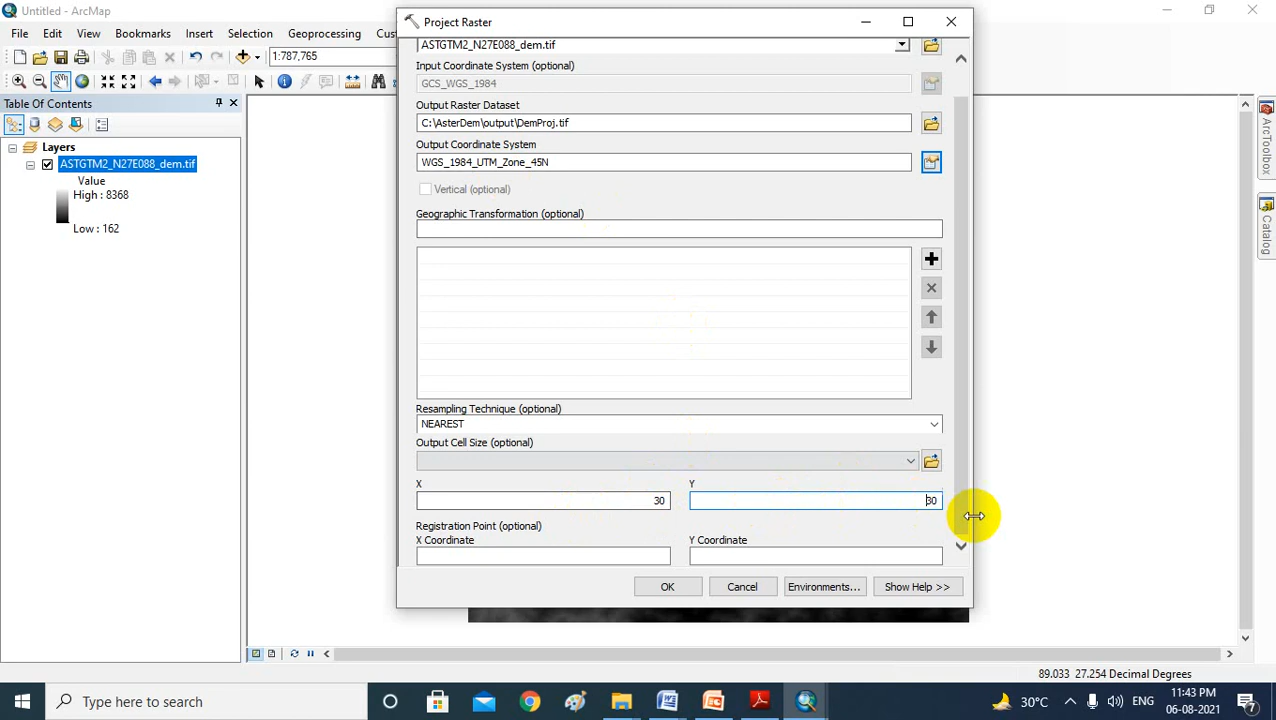 Untitled - ArcMap
File Edit View Bookmarks Insert Selection Geoprocessing Cus
1:787,765
Table Of Contents
Layers
ASTGTM2_N27E088_dem.tif
Value
High : 8368
Low : 162
Project Raster
ASTGTM2_N27E088_dem.tif
Input Coordinate System (optional)
GCS_WGS_1984
Output Raster Dataset
C:\AsterDem\output\DemProj.tif
Output Coordinate System
WGS_1984_UTM_Zone_45N
Vertical (optional)
Geographic Transformation (optional)
Resampling Technique (optional)
NEAREST
Output Cell Size (optional)
X Y
30 30
Registration Point (optional)
X Coordinate Y Coordinate
OK Cancel Environments... Show Help >>
ArcToolbox
Catalog
89.033 27.254 Decimal Degrees
Type here to search
30°C ENG
11:43 PM
06-08-2021
7